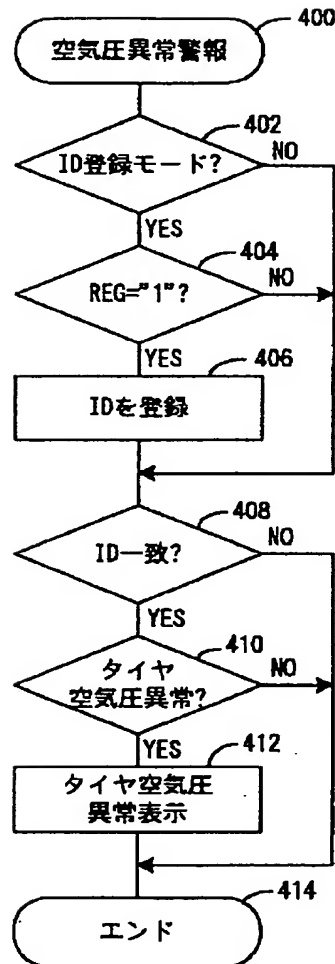 400
空気圧異常警報
402
ID登録モード?
NO
YES
404
REG="1"?
NO
YES
406
IDを登録
408
ID一致?
NO
YES
410
タイヤ
空気圧異常?
NO
YES
412
タイヤ空気圧
異常表示
414
エンド